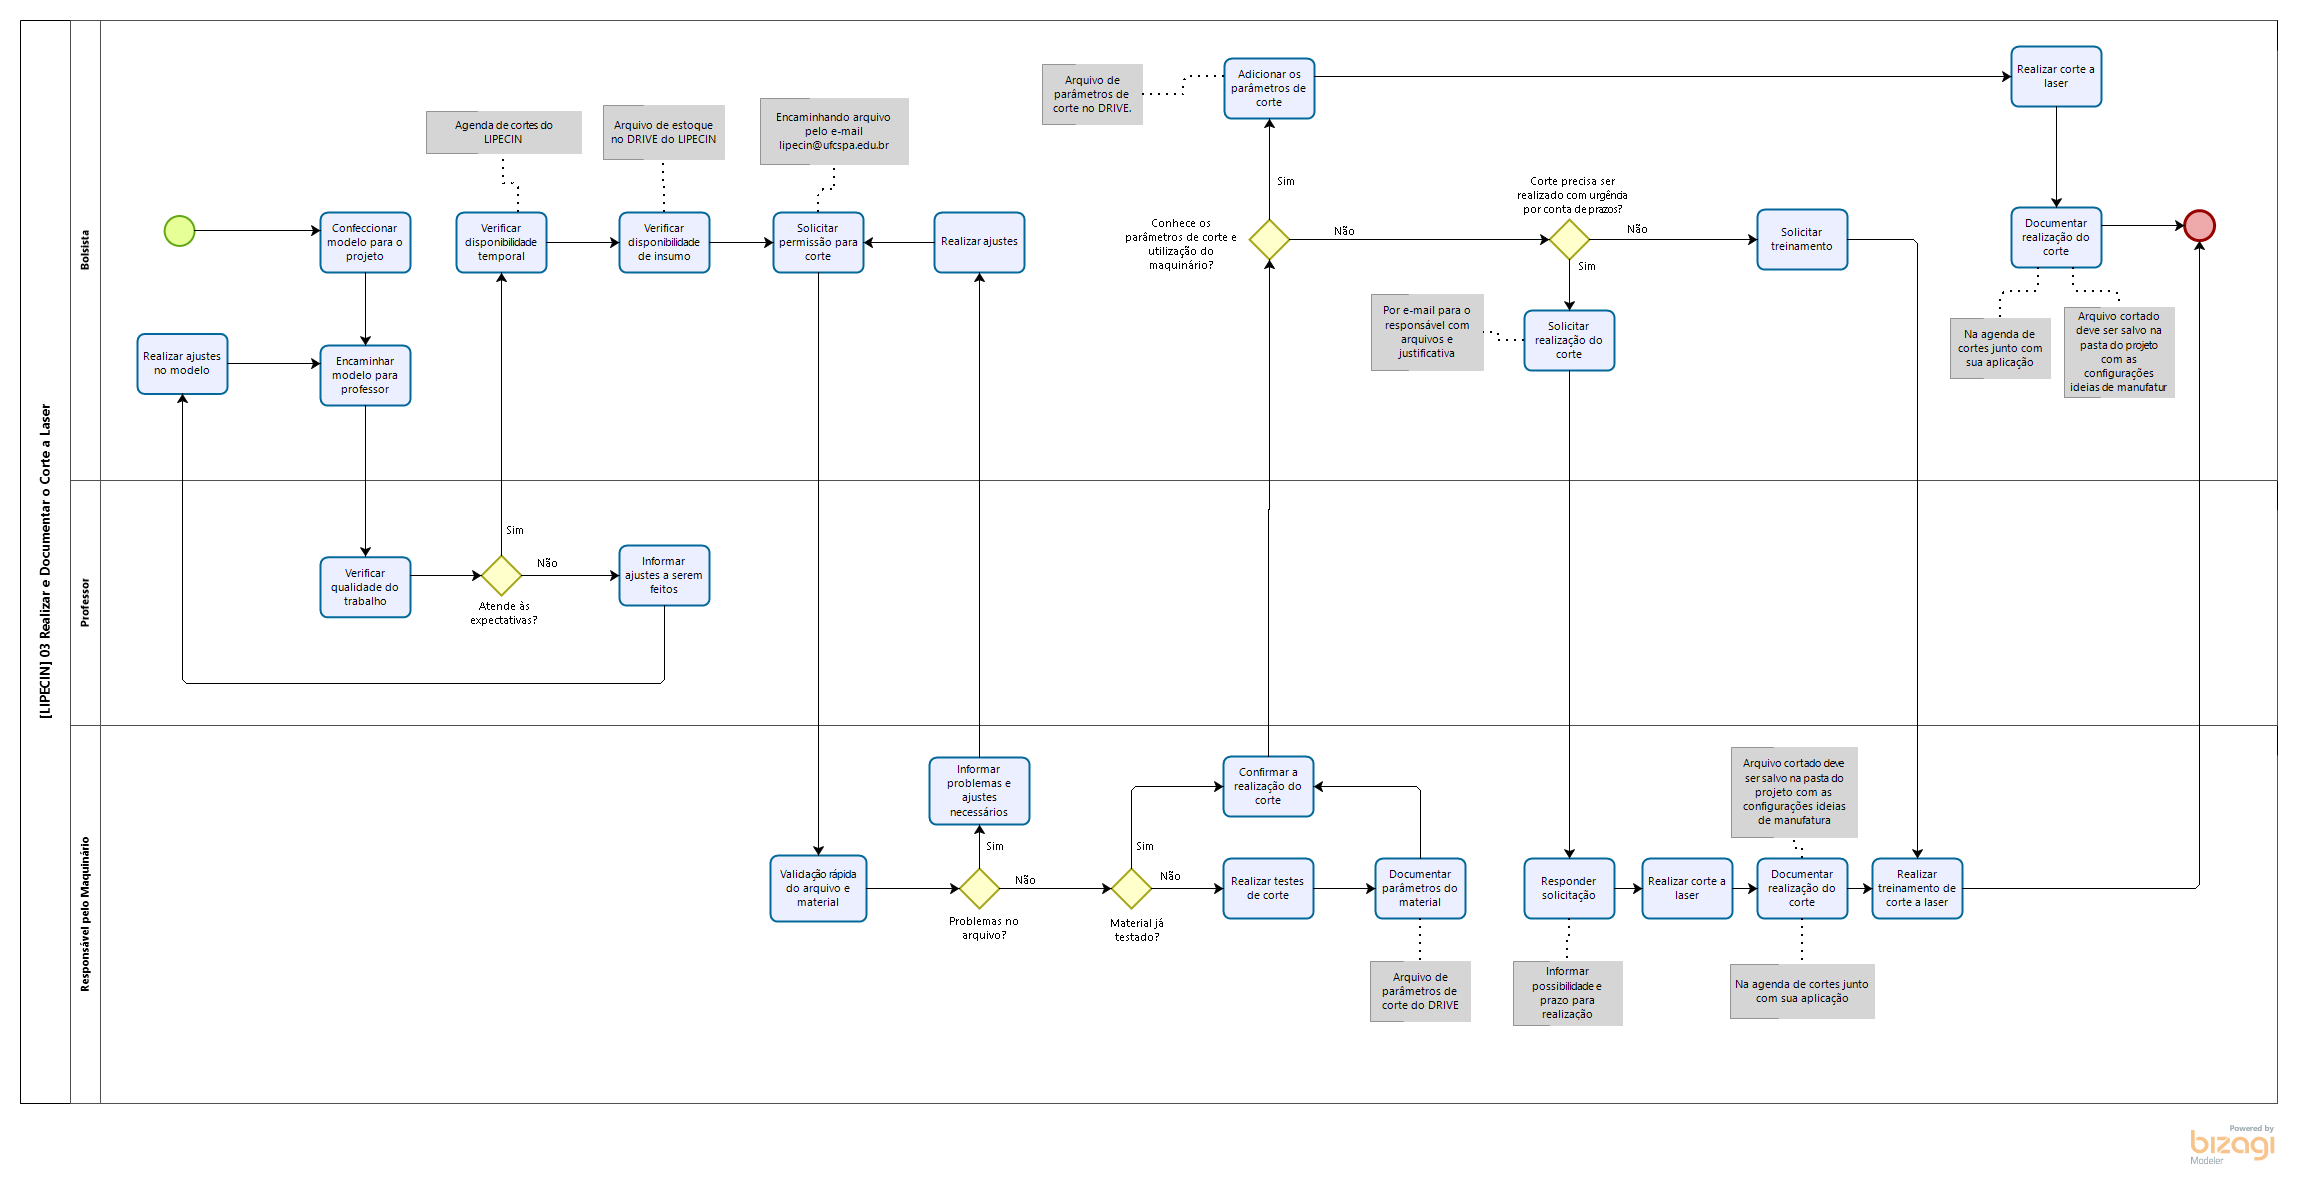 [LIPECIN] 03 Realizar e Documentar o Corte a Laser
Bolsista
Confeccionar
modelo para o
projeto
Realizar ajustes
no modelo
Encaminhar
modelo para
professor
Agenda de cortes do
LIPECIN
Verificar
disponibilidade
temporal
Arquivo de estoque
no DRIVE do LIPECIN
Verificar
disponibilidade
de insumo
Encaminhando arquivo
pelo e-mail
lipecin@ufcspa.edu.br
Solicitar
permissão para
corte
Realizar ajustes
Arquivo de
parâmetros de
corte no DRIVE.
Adicionar os
parâmetros de
corte
Sim
Conhece os
parâmetros de corte e
utilização do
maquinário?
Não
Corte precisa ser
realizado com urgência
por conta de prazos?
Não
Sim
Por e-mail para o
responsável com
arquivos e
justificativa
Solicitar
realização do
corte
Solicitar
treinamento
Realizar corte a
laser
Documentar
realização do
corte
Na agenda de
cortes junto com
sua aplicação
Arquivo cortado
deve ser salvo na
pasta do projeto
com as
configurações
ideias de manufatur
Professor
Verificar
qualidade do
trabalho
Sim
Não
Atende às
expectativas?
Informar
ajustes a serem
feitos
Responsável pelo Maquinário
Validação rápida
do arquivo e
material
Informar
problemas e
ajustes
necessários
Sim
Não
Problemas no
arquivo?
Sim
Não
Material já
testado?
Confirmar a
realização do
corte
Realizar testes
de corte
Documentar
parâmetros do
material
Arquivo de
parâmetros de
corte do DRIVE
Responder
solicitação
Informar
possibilidade e
prazo para
realização
Realizar corte a
laser
Arquivo cortado deve
ser salvo na pasta do
projeto com as
configurações ideias
de manufatura
Documentar
realização do
corte
Na agenda de cortes junto
com sua aplicação
Realizar
treinamento de
corte a laser
Powered by
bizagi
Modeler